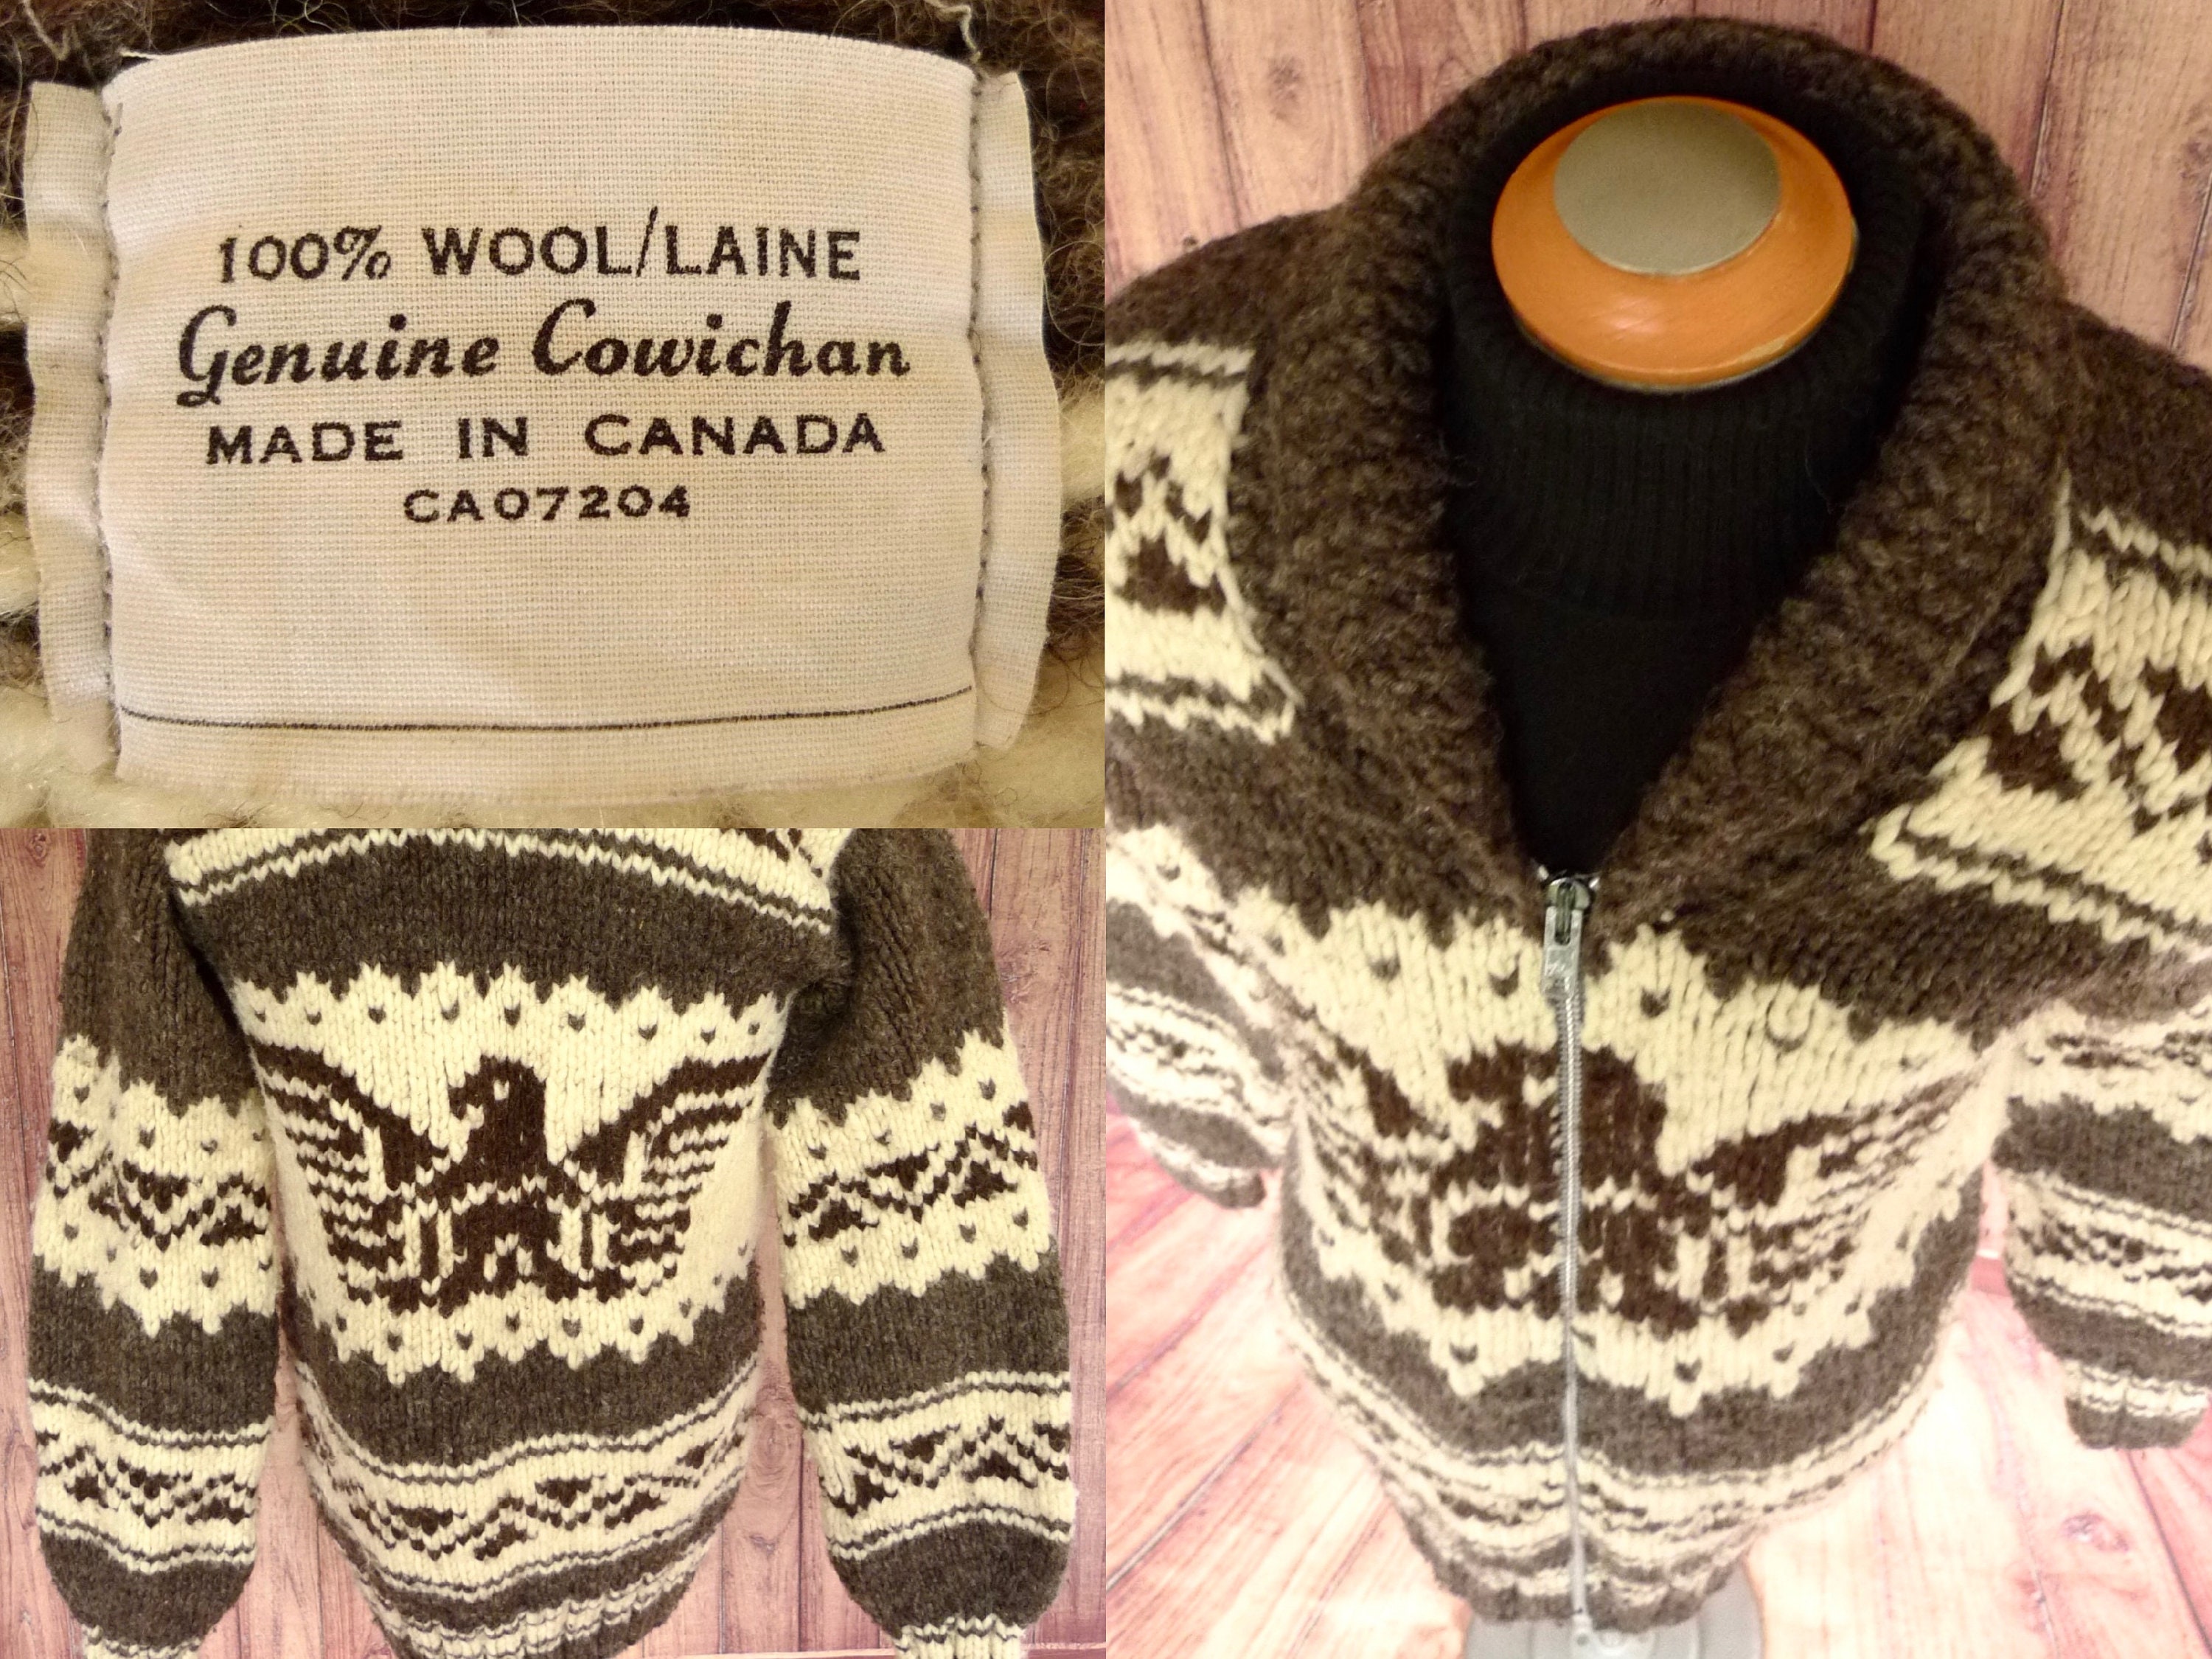 100% WOOL/LAINE
Genuine Cowichan
MADE IN CANADA
CA07204